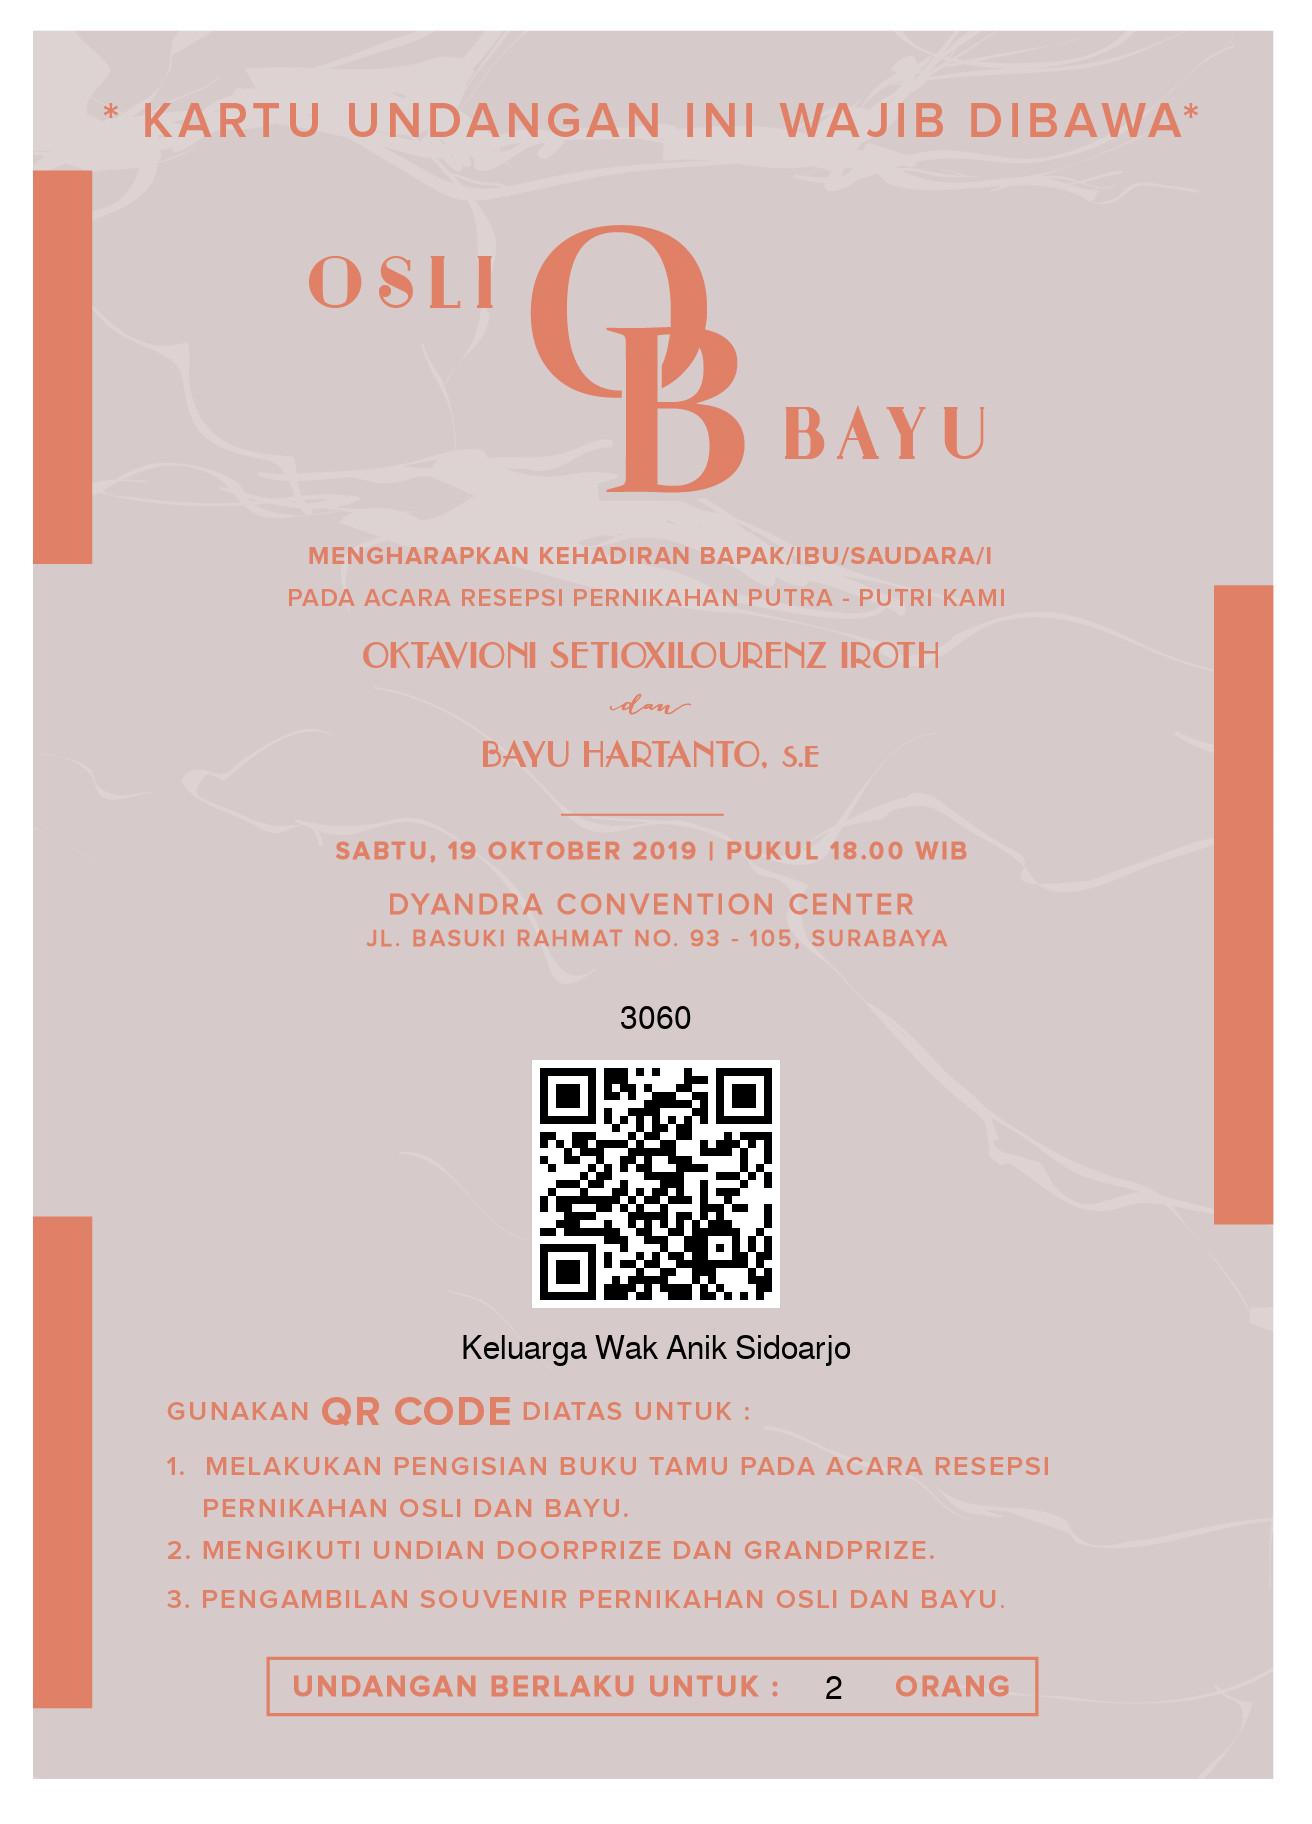 * KARTU UNDANGAN INI WAJIB DIBAWA*
OSLI
OB
BAYU
MENGHARAPKAN KEHADIRAN BAPAK/IBU/SAUDARA/I
PADA ACARA RESEPSI PERNIKAHAN PUTRA - PUTRI KAMI
OKTAVIONI SETIOXILOURENZ IROTH
dan
BAYU HARTANTO, S.E
SABTU, 19 OKTOBER 2019 | PUKUL 18.00 WIB
DYANDRA CONVENTION CENTER
JL. BASUKI RAHMAT NO. 93 - 105, SURABAYA
3060
Keluarga Wak Anik Sidoarjo
GUNAKAN QR CODE DIATAS UNTUK :
1. MELAKUKAN PENGISIAN BUKU TAMU PADA ACARA RESEPSI
PERNIKAHAN OSLI DAN BAYU.
2. MENGIKUTI UNDIAN DOORPRIZE DAN GRANDPRIZE.
3. PENGAMBILAN SOUVENIR PERNIKAHAN OSLI DAN BAYU.
UNDANGAN BERLAKU UNTUK : 2 ORANG